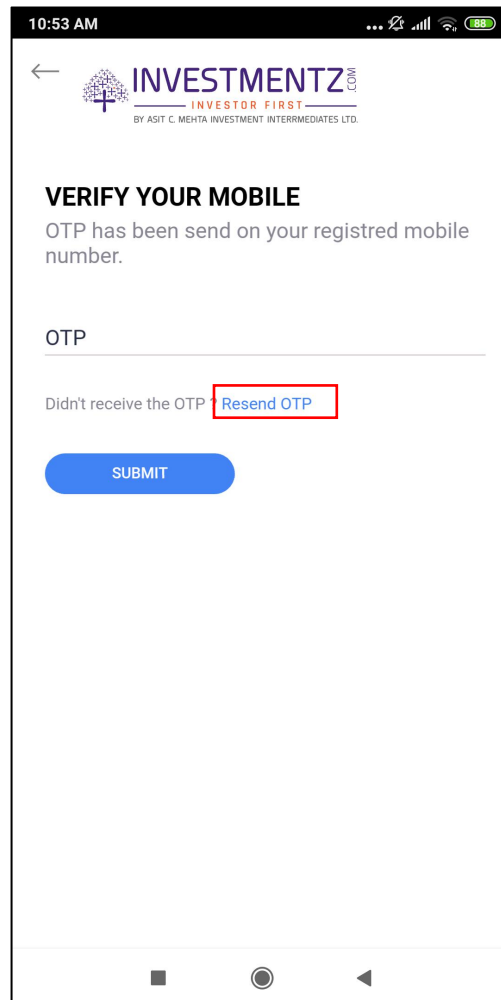 10:53 AM
88
INVESTMENTZ.COM
INVESTOR FIRST
BY ASIT C. MEHTA INVESTMENT INTERRMEDIATES LTD.
VERIFY YOUR MOBILE
OTP has been send on your registred mobile
number.
OTP
Didn't receive the OTP ? Resend OTP
SUBMIT